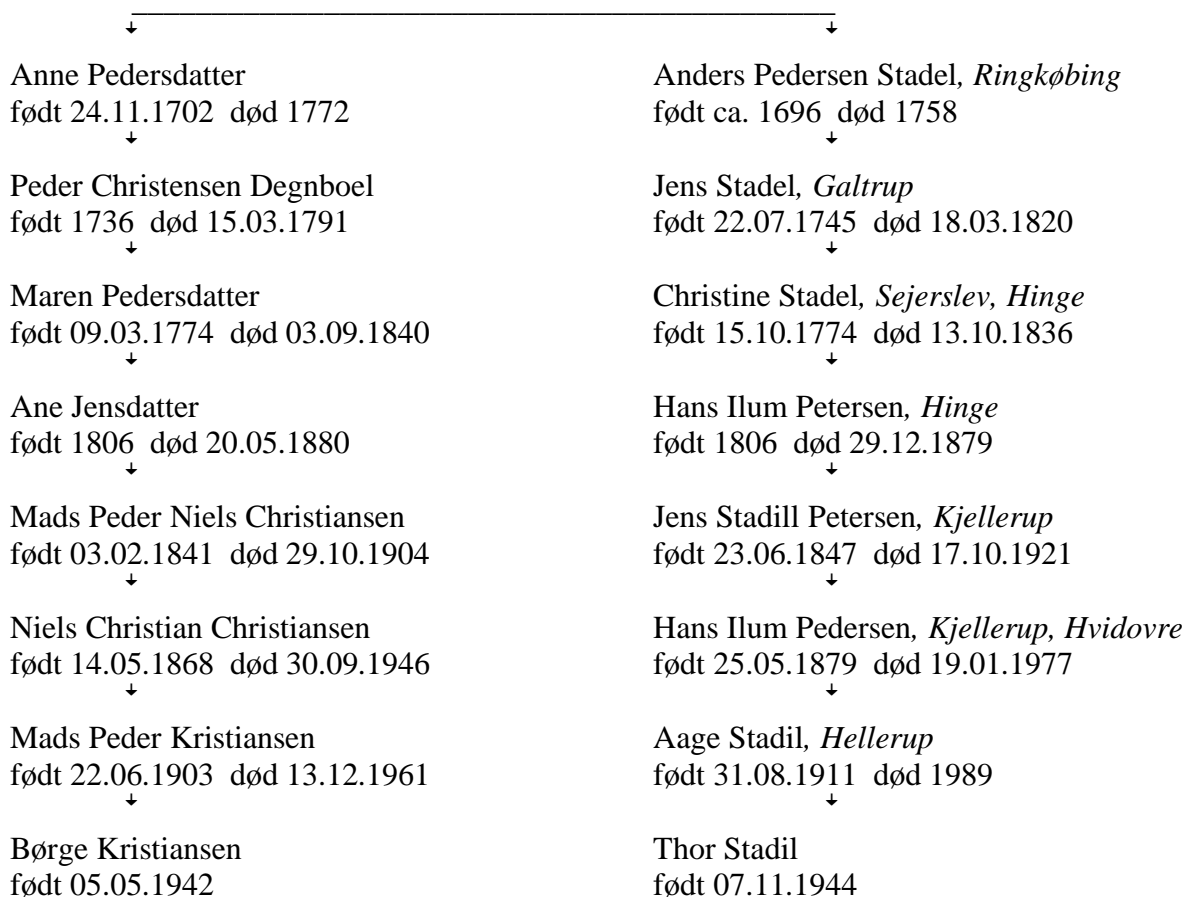 Anne Pedersdatter
født 24.11.1702 død 1772
Peder Christensen Degnboel
født 1736 død 15.03.1791
Maren Pedersdatter
født 09.03.1774 død 03.09.1840
Ane Jensdatter
født 1806 død 20.05.1880
Mads Peder Niels Christiansen
født 03.02.1841 død 29.10.1904
Niels Christian Christiansen
født 14.05.1868 død 30.09.1946
Mads Peder Kristiansen
født 22.06.1903 død 13.12.1961
Børge Kristiansen
født 05.05.1942
Anders Pedersen Stadel, Ringkøbing
født ca. 1696 død 1758
Jens Stadel, Galtrup
født 22.07.1745 død 18.03.1820
Christine Stadel, Sejerslev, Hinge
født 15.10.1774 død 13.10.1836
Hans Ilum Petersen, Hinge
født 1806 død 29.12.1879
Jens Stadill Petersen, Kjellerup
født 23.06.1847 død 17.10.1921
Hans Ilum Pedersen, Kjellerup, Hvidovre
født 25.05.1879 død 19.01.1977
Aage Stadil, Hellerup
født 31.08.1911 død 1989
Thor Stadil
født 07.11.1944